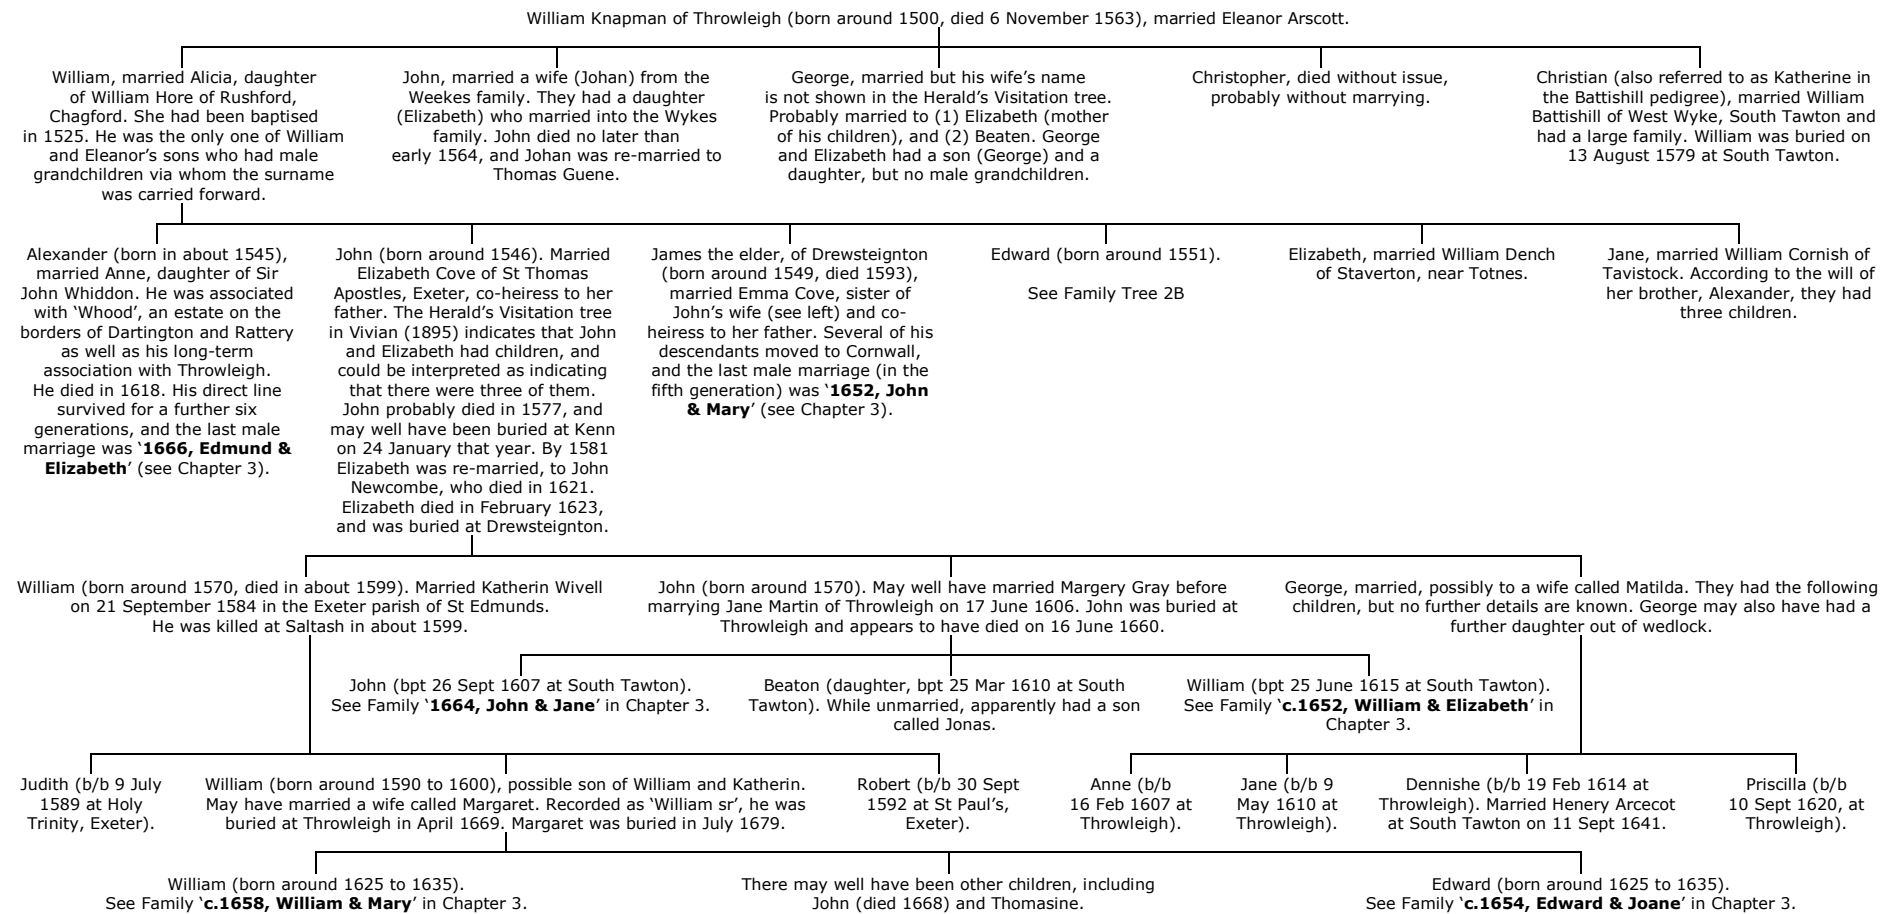 William Knapman of Throwleigh (born around 1500, died 6 November 1563), married Eleanor Arscott.
William, married Alicia, daughter
of William Hore of Rushford,
Chagford. She had been baptised
in 1525. He was the only one of William
and Eleanor's sons who had male
grandchildren via whom the surname
was carried forward.
John, married a wife (Johan) from the
Weekes family. They had a daughter
(Elizabeth) who married into the Wykes
family. John died no later than
early 1564, and Johan was re-married to
Thomas Guene.
George, married but his wife's name
is not shown in the Herald's Visitation tree.
Probably married to (1) Elizabeth (mother
of his children), and (2) Beaten. George
and Elizabeth had a son (George) and a
daughter, but no male grandchildren.
Christopher, died without issue,
probably without marrying.
Christian (also referred to as Katherine in
the Battishill pedigree), married William
Battishill of West Wyke, South Tawton and
had a large family. William was buried on
13 August 1579 at South Tawton.
Alexander (born in about 1545),
married Anne, daughter of Sir
John Whiddon. He was associated
with 'Whood', an estate on the
borders of Dartington and Rattery
as well as his long-term
association with Throwleigh.
He died in 1618. His direct line
survived for a further six
generations, and the last male
marriage was '1666, Edmund &
Elizabeth' (see Chapter 3).
John (born around 1546). Married
Elizabeth Cove of St Thomas
Apostles, Exeter, co-heiress to her
father. The Herald's Visitation tree
in Vivian (1895) indicates that John
and Elizabeth had children, and
could be interpreted as indicating
that there were three of them.
John probably died in 1577, and
may well have been buried at Kenn
on 24 January that year. By 1581
Elizabeth was re-married, to John
Newcombe, who died in 1621.
Elizabeth died in February 1623,
and was buried at Drewsteignton.
James the elder, of Drewsteignton
(born around 1549, died 1593),
married Emma Cove, sister of
John's wife (see left) and co-
heiress to her father. Several of his
descendants moved to Cornwall,
and the last male marriage (in the
fifth generation) was '1652, John
& Mary' (see Chapter 3).
Edward (born around 1551).
See Family Tree 2B
Elizabeth, married William Dench
of Staverton, near Totnes.
Jane, married William Cornish of
Tavistock. According to the will of
her brother, Alexander, they had
three children.
William (born around 1570, died in about 1599). Married Katherin Wivell
on 21 September 1584 in the Exeter parish of St Edmunds.
He was killed at Saltash in about 1599.
John (born around 1570). May well have married Margery Gray before
marrying Jane Martin of Throwleigh on 17 June 1606. John was buried at
Throwleigh and appears to have died on 16 June 1660.
George, married, possibly to a wife called Matilda. They had the following
children, but no further details are known. George may also have had a
further daughter out of wedlock.
John (bpt 26 Sept 1607 at South Tawton).
See Family '1664, John & Jane' in Chapter 3.
Beaton (daughter, bpt 25 Mar 1610 at South
Tawton). While unmarried, apparently had a son
called Jonas.
William (bpt 25 June 1615 at South Tawton).
See Family 'c.1652, William & Elizabeth' in
Chapter 3.
Judith (b/b 9 July
1589 at Holy
Trinity, Exeter).
William (born around 1590 to 1600), possible son of William and Katherin.
May have married a wife called Margaret. Recorded as 'William sr', he was
buried at Throwleigh in April 1669. Margaret was buried in July 1679.
Robert (b/b 30 Sept
1592 at St Paul's,
Exeter).
Anne (b/b
16 Feb 1607 at
Throwleigh).
Jane (b/b 9
May 1610 at
Throwleigh).
Dennishe (b/b 19 Feb 1614 at
Throwleigh). Married Henery Arcecot
at South Tawton on 11 Sept 1641.
Priscilla (b/b
10 Sept 1620, at
Throwleigh).
William (born around 1625 to 1635).
See Family 'c.1658, William & Mary' in Chapter 3.
There may well have been other children, including
John (died 1668) and Thomasine.
Edward (born around 1625 to 1635).
See Family 'c.1654, Edward & Joane' in Chapter 3.